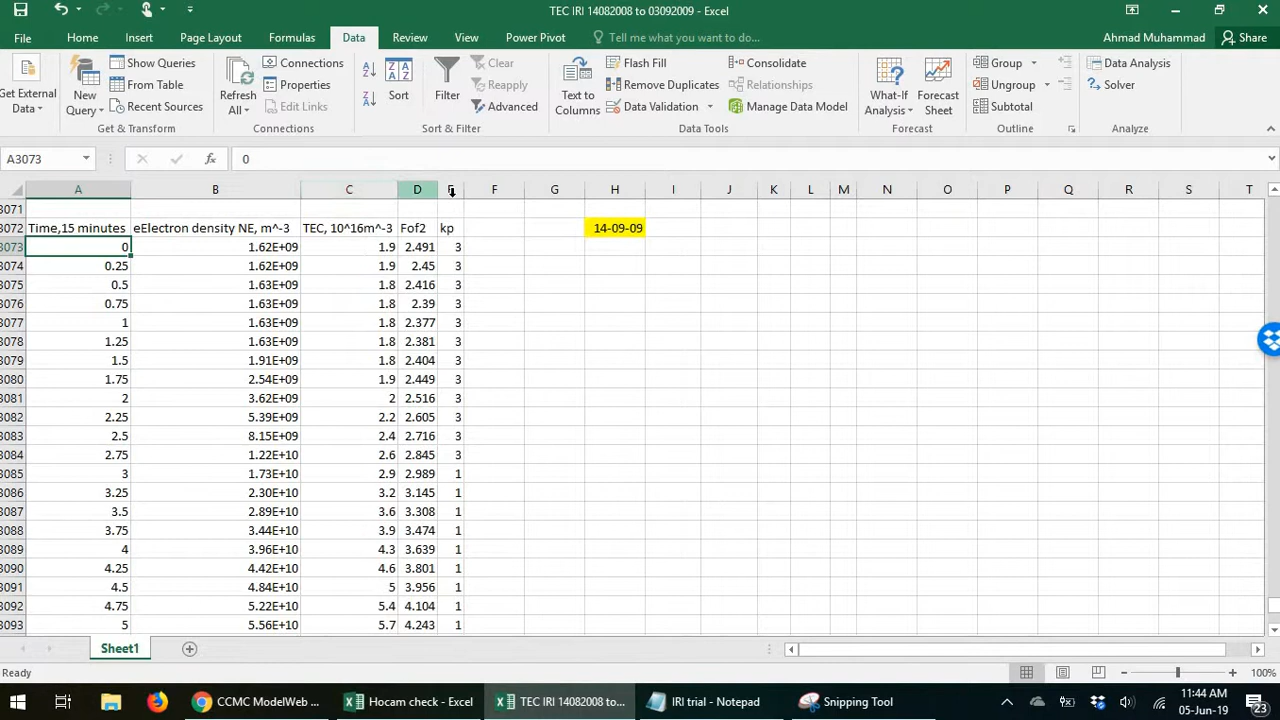 TEC IRI 14082008 to 03092009 - Excel
File Home Insert Page Layout Formulas Data Review View Power Pivot Tell me what you want to do... Ahmad Muhammad Share
Get External Data
New Query
Show Queries
From Table
Recent Sources
Get & Transform
Refresh All
Connections
Properties
Edit Links
Connections
Sort
Filter
Clear
Reapply
Advanced
Sort & Filter
Text to Columns
Flash Fill
Remove Duplicates
Data Validation
Consolidate
Relationships
Manage Data Model
Data Tools
What-If Analysis
Forecast Sheet
Forecast
Group
Ungroup
Subtotal
Outline
Data Analysis
Solver
Analyze
A3073 fx 0
A B C D F G H I J K L M N O P Q R S T
3071
3072 Time,15 minutes eElectron density NE, m^-3 TEC, 10^16m^-3 Fof2 kp 14-09-09
3073 0 1.62E+09 1.9 2.491 3
3074 0.25 1.62E+09 1.9 2.45 3
3075 0.5 1.63E+09 1.8 2.416 3
3076 0.75 1.63E+09 1.8 2.39 3
3077 1 1.63E+09 1.8 2.377 3
3078 1.25 1.63E+09 1.8 2.381 3
3079 1.5 1.91E+09 1.8 2.404 3
3080 1.75 2.54E+09 1.9 2.449 3
3081 2 3.62E+09 2 2.516 3
3082 2.25 5.39E+09 2.2 2.605 3
3083 2.5 8.15E+09 2.4 2.716 3
3084 2.75 1.22E+10 2.6 2.845 3
3085 3 1.73E+10 2.9 2.989 1
3086 3.25 2.30E+10 3.2 3.145 1
3087 3.5 2.89E+10 3.6 3.308 1
3088 3.75 3.44E+10 3.9 3.474 1
3089 4 3.96E+10 4.3 3.639 1
3090 4.25 4.42E+10 4.6 3.801 1
3091 4.5 4.84E+10 5 3.956 1
3092 4.75 5.22E+10 5.4 4.104 1
3093 5 5.56E+10 5.7 4.243 1
Sheet1
Ready 100%
CCMC ModelWeb ... Hocam check - Excel TEC IRI 14082008 to... IRI trial - Notepad Snipping Tool 11:44 AM
05-Jun-19 23